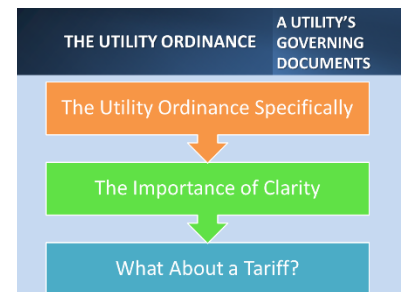 THE UTILITY ORDINANCE
A UTILITY'S
GOVERNING
DOCUMENTS
The Utility Ordinance Specifically
The Importance of Clarity
What About a Tariff?